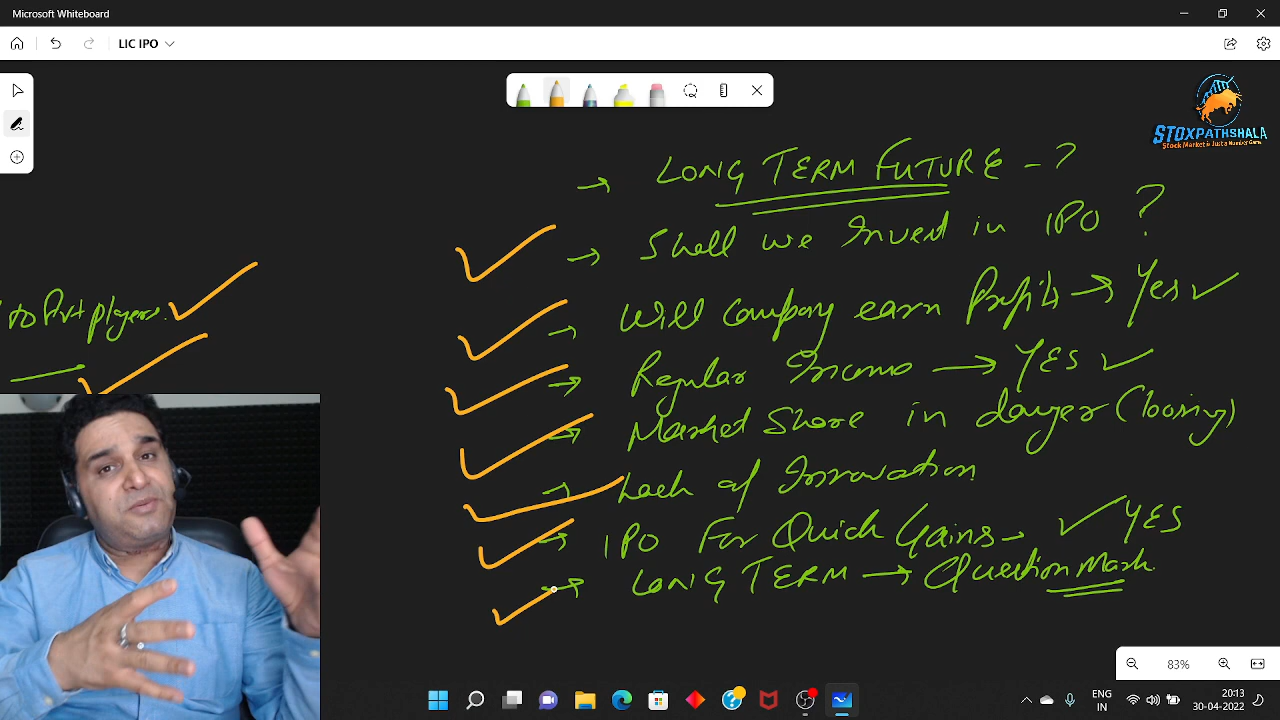 Microsoft Whiteboard
LIC IPO
STOXPATHSHALA
Stock Market is Just a Number Game
→ LONG TERM FUTURE - ?
→ Shell we Invest in IPO ?
→ Will Company earn Profits → Yes ✓
→ Regular Income → YES ✓
→ Market Share in danger (loosing)
→ Lack of Innovation
→ IPO For Quick Gains - ✓ YES
→ LONG TERM → Question Mark.
to Pvt players.
83%
ENG
IN
20:13
30-04-2022